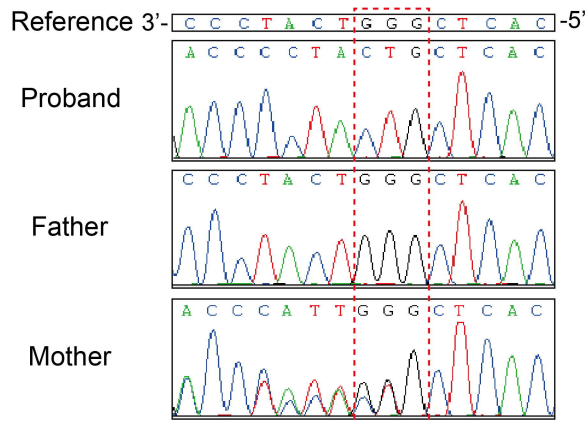 Reference 3’- C C C T A C T G G G C T C A C -5’
A C C C C T A C T G C T C A C
Proband
C C C T A C T G G G C T C A C
Father
A C C C A T T G G G C T C A C
Mother